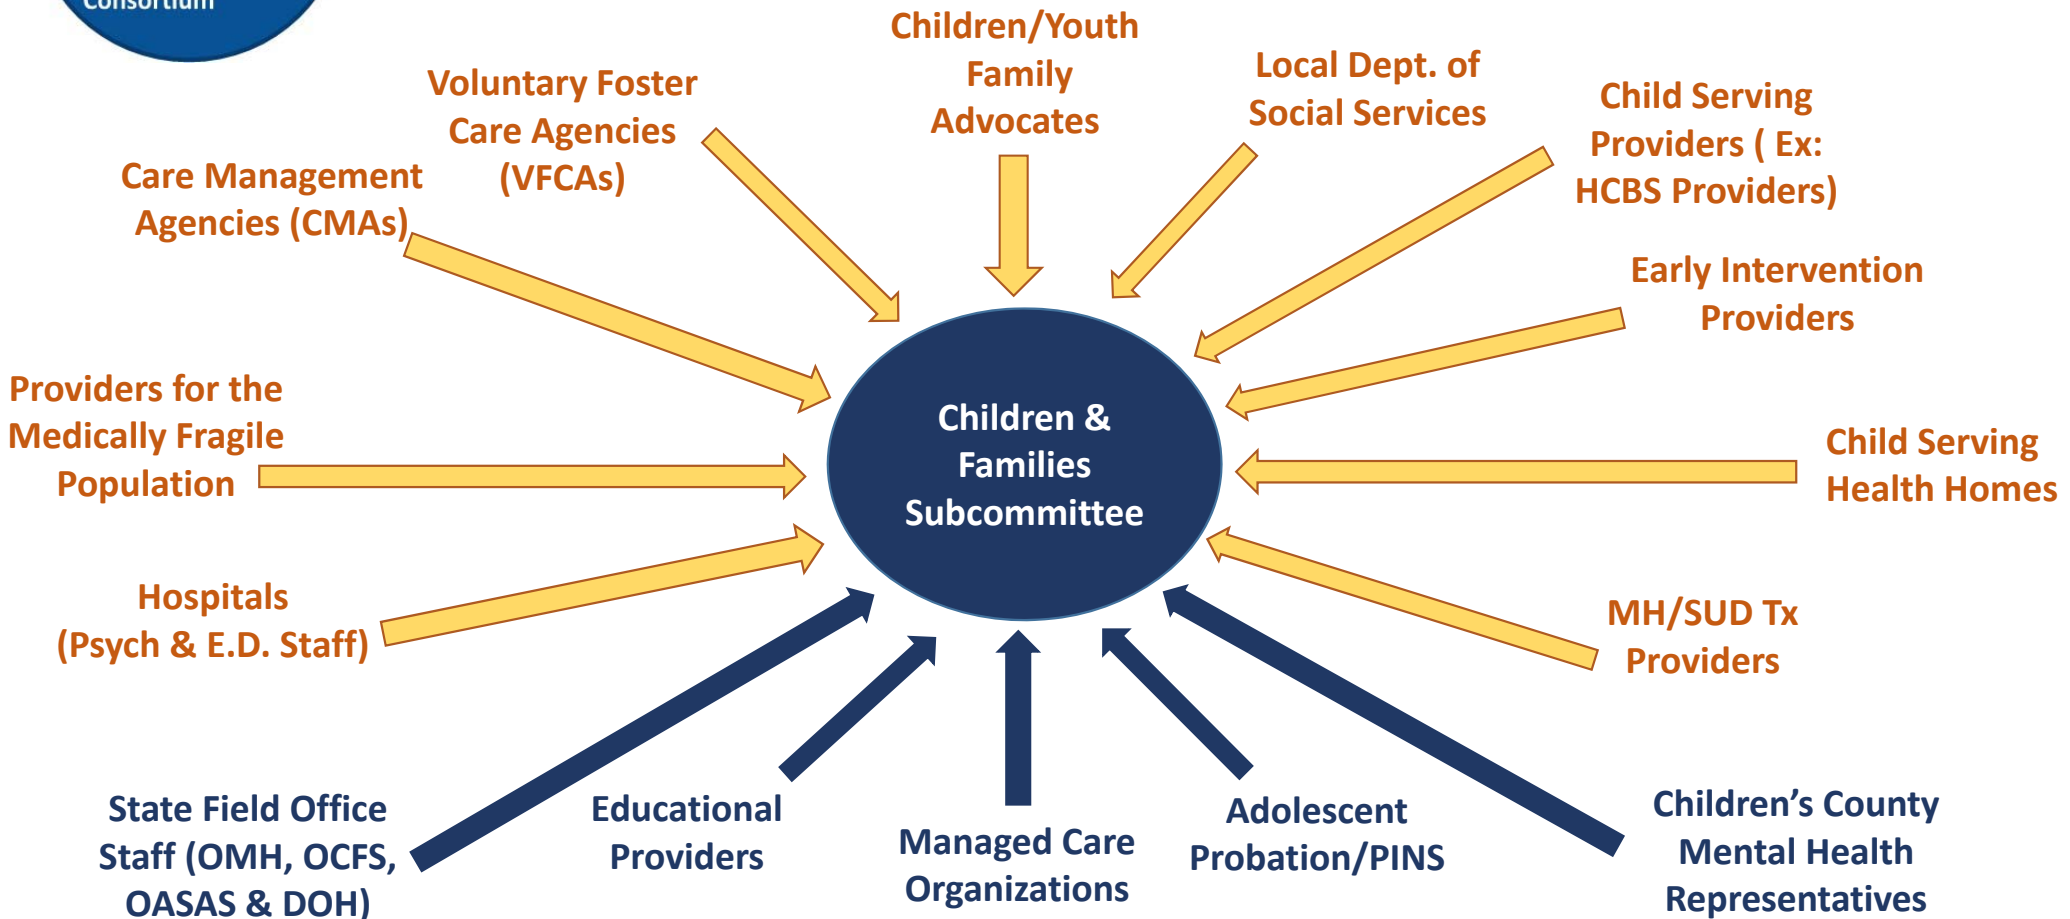 Consortium
Children/Youth
Family
Advocates
Voluntary Foster
Care Agencies
(VFCAs)
Local Dept. of
Social Services
Child Serving
Providers ( Ex:
HCBS Providers)
Care Management
Agencies (CMAs)
Early Intervention
Providers
Providers for the
Medically Fragile
Population
Children &
Families
Subcommittee
Child Serving
Health Homes
Hospitals
(Psych & E.D. Staff)
MH/SUD Tx
Providers
State Field Office
Staff (OMH, OCFS,
OASAS & DOH)
Educational
Providers
Managed Care
Organizations
Adolescent
Probation/PINS
Children’s County
Mental Health
Representatives